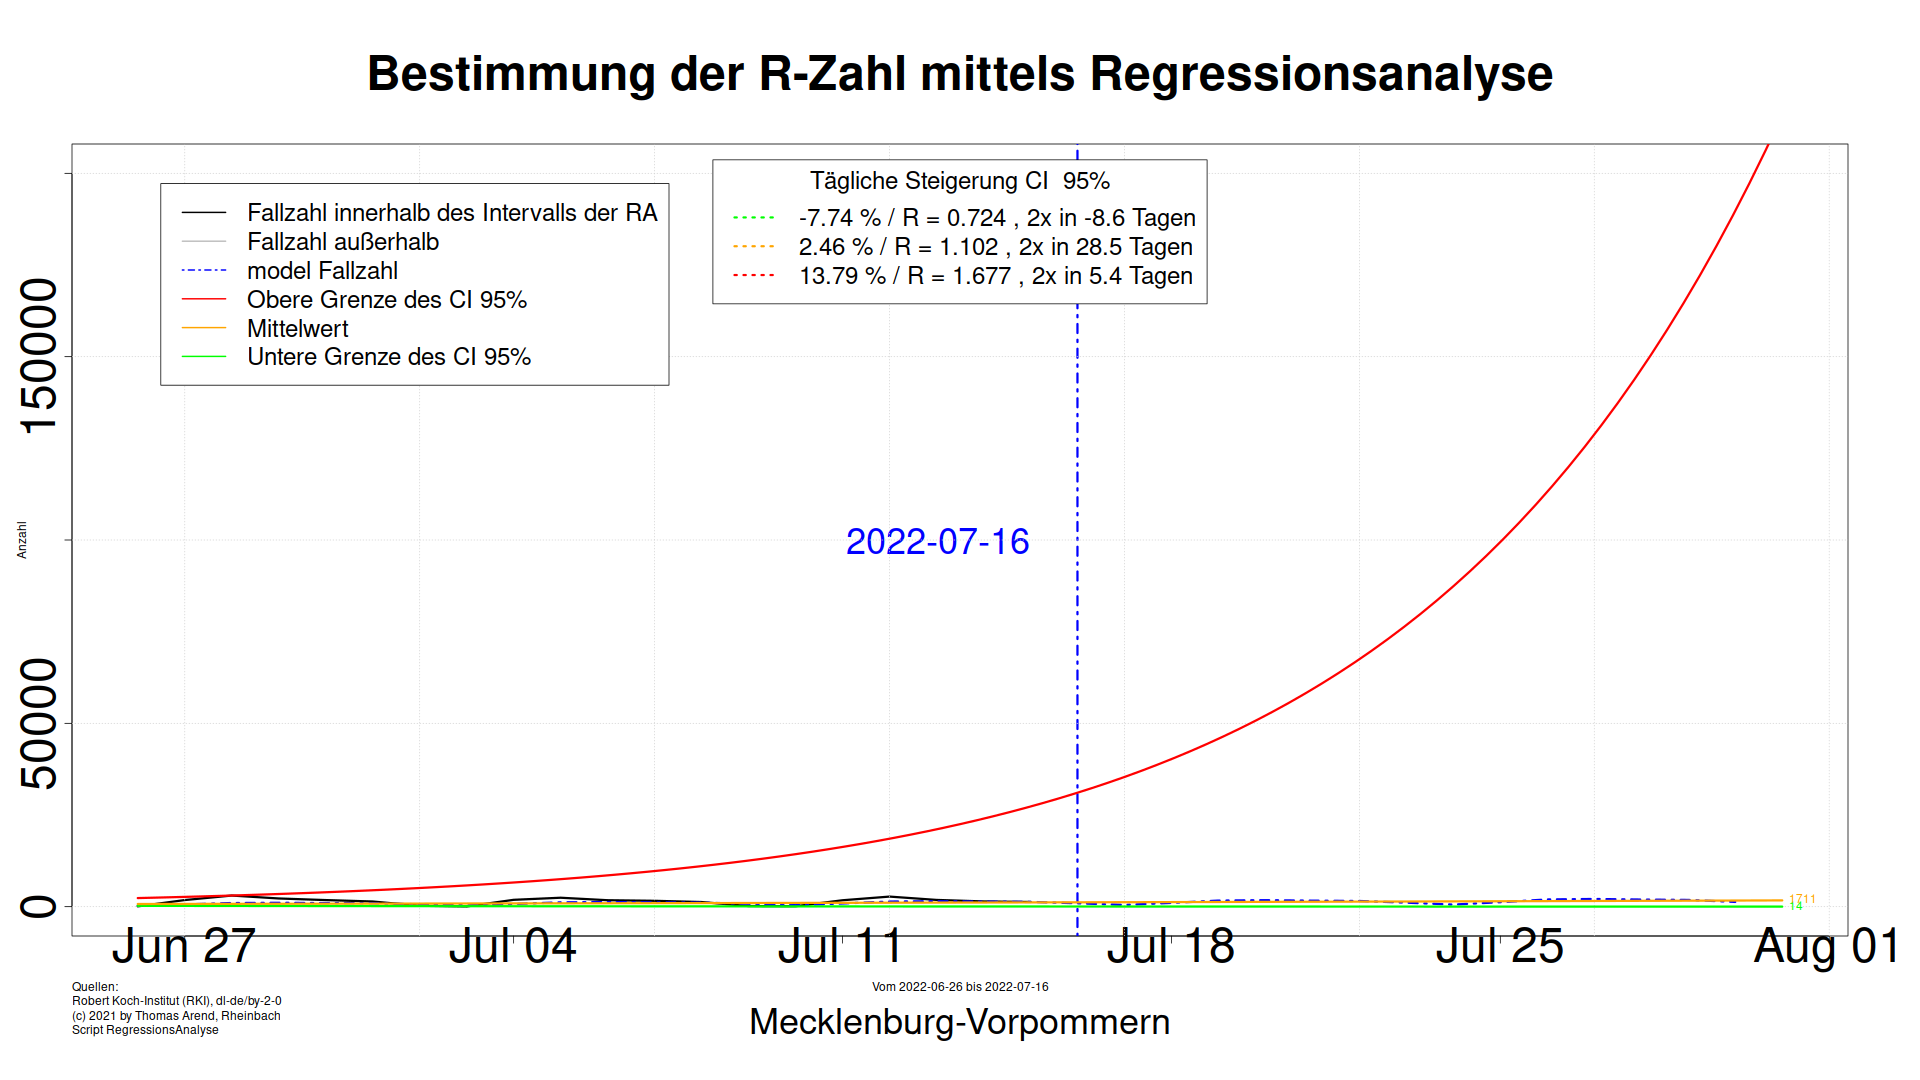 Bestimmung der R-Zahl mittels Regressionsanalyse
Tägliche Steigerung CI  95%
-7.74 % / R = 0.724 , 2x in -8.6 Tagen
2.46 % / R = 1.102 , 2x in 28.5 Tagen
13.79 % / R = 1.677 , 2x in 5.4 Tagen
Fallzahl innerhalb des Intervalls der RA
Fallzahl außerhalb
model Fallzahl
Obere Grenze des CI 95%
Mittelwert
Untere Grenze des CI 95%
150000
50000
0
Anzahl
2022-07-16
1711
14
Jun 27
Jul 04
Jul 11
Jul 18
Jul 25
Aug 01
Vom 2022-06-26 bis 2022-07-16
Mecklenburg-Vorpommern
Quellen:
Robert Koch-Institut (RKI), dl-de/by-2-0
(c) 2021 by Thomas Arend, Rheinbach
Script RegressionsAnalyse